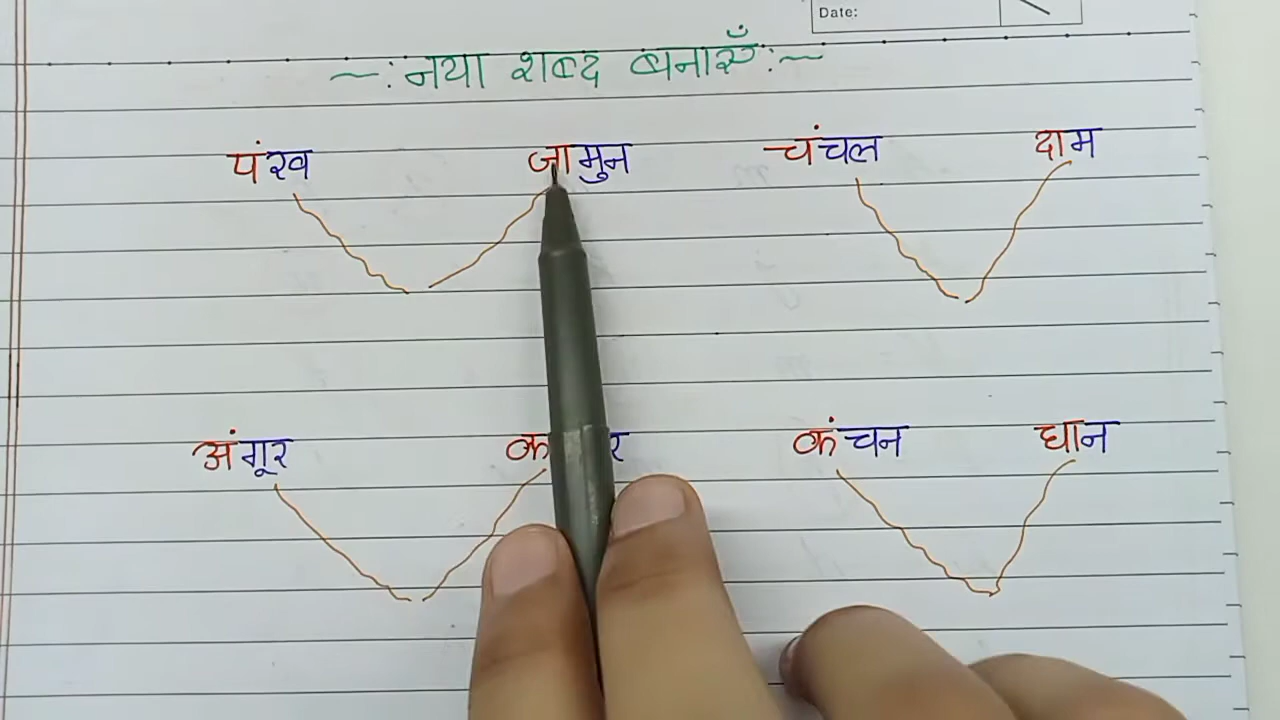 Date:
~:नया शब्द बनाएँ:~
पंख जामुन चंचल दाम
अंगूर कंचन धान